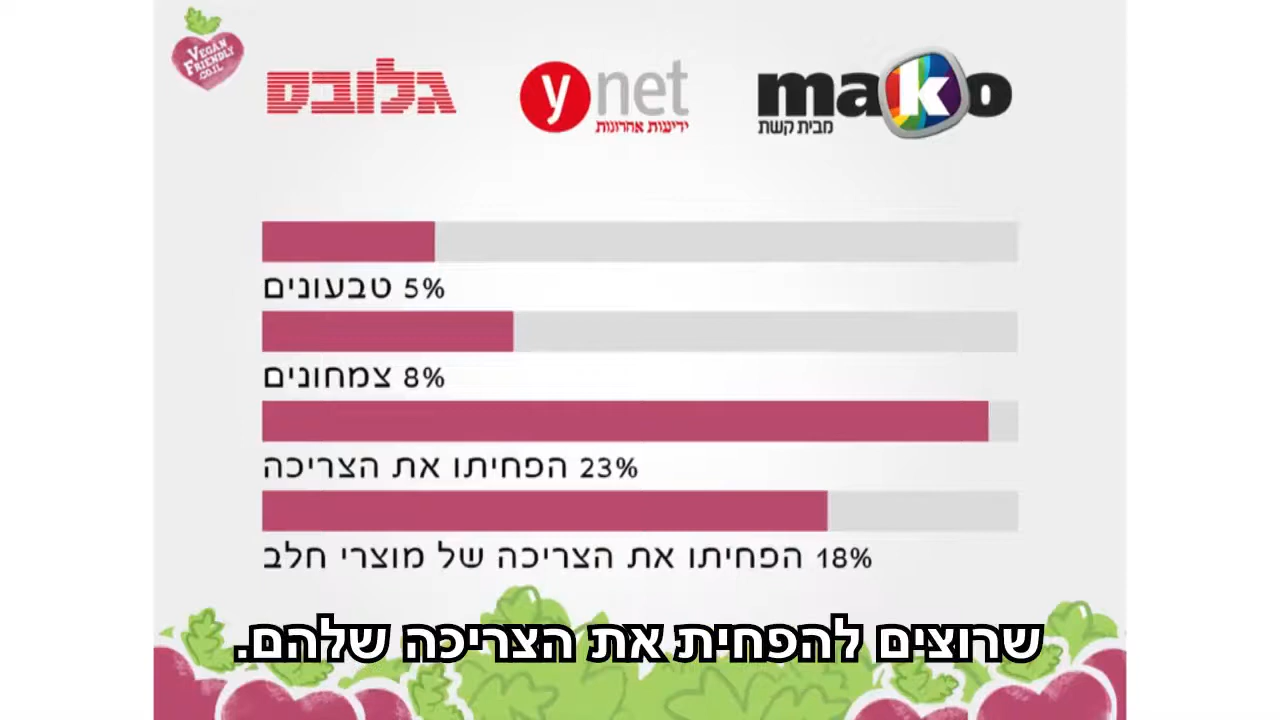 VEGAN
FRIENDLY
.CO.IL
גלובס
ynet
ידיעות אחרונות
mako
מבית קשת
5% טבעונים
8% צמחונים
23% הפחיתו את הצריכה
18% הפחיתו את הצריכה של מוצרי חלב
שרוצים להפחית את הצריכה שלהם.